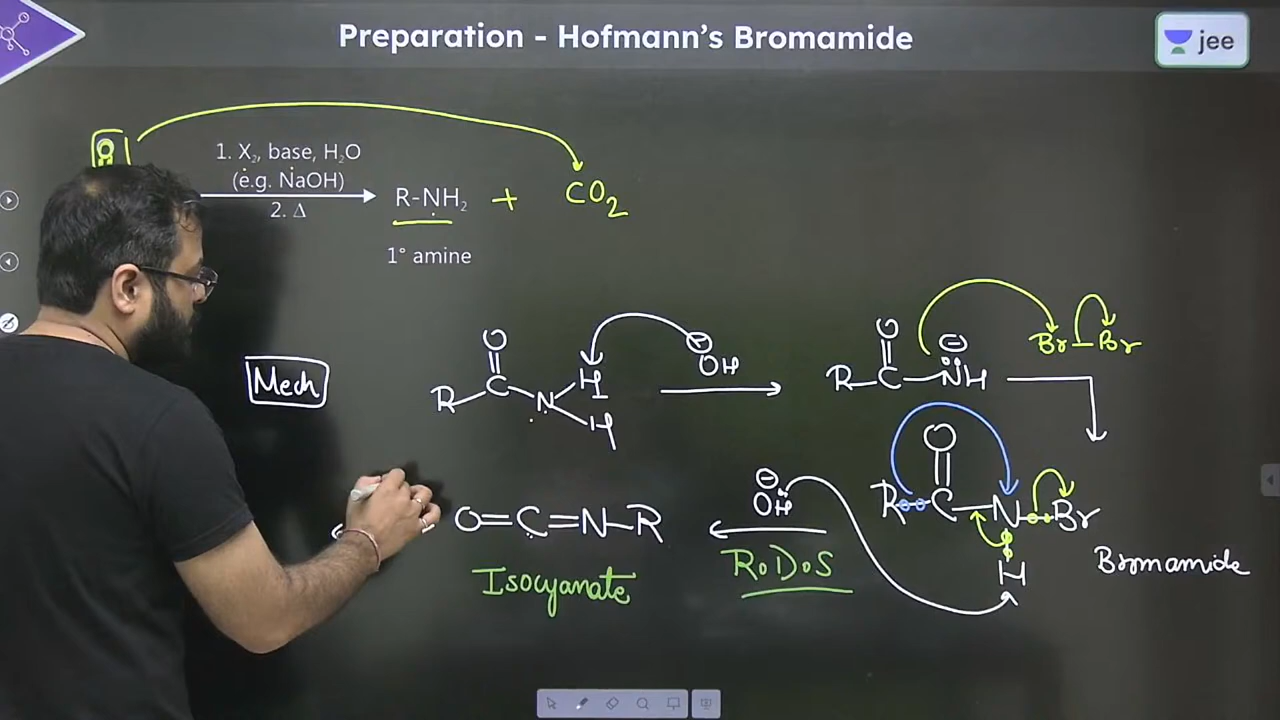 Preparation - Hofmann's Bromamide
jee
O
1. X₂, base, H₂O
(e.g. NaOH)
2. Δ
R-NH₂ + CO₂
1° amine
Mech
O
R C N H
H
⊖OH
O
R-C-NH ⊖
Br-Br
O
R C N Br
H
Bromamide
⊖
OH
R.D.S
O=C=N-R
Isocyanate